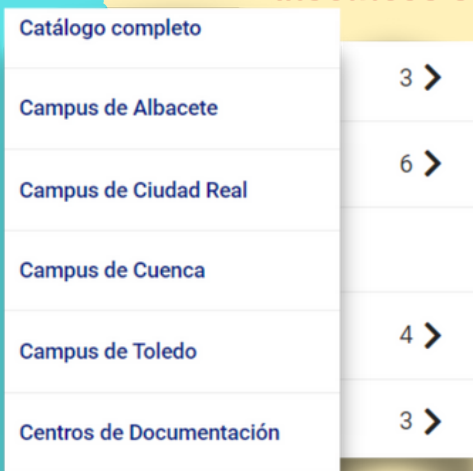 Catálogo completo
Campus de Albacete
3
Campus de Ciudad Real
6
Campus de Cuenca
Campus de Toledo
4
Centros de Documentación
3